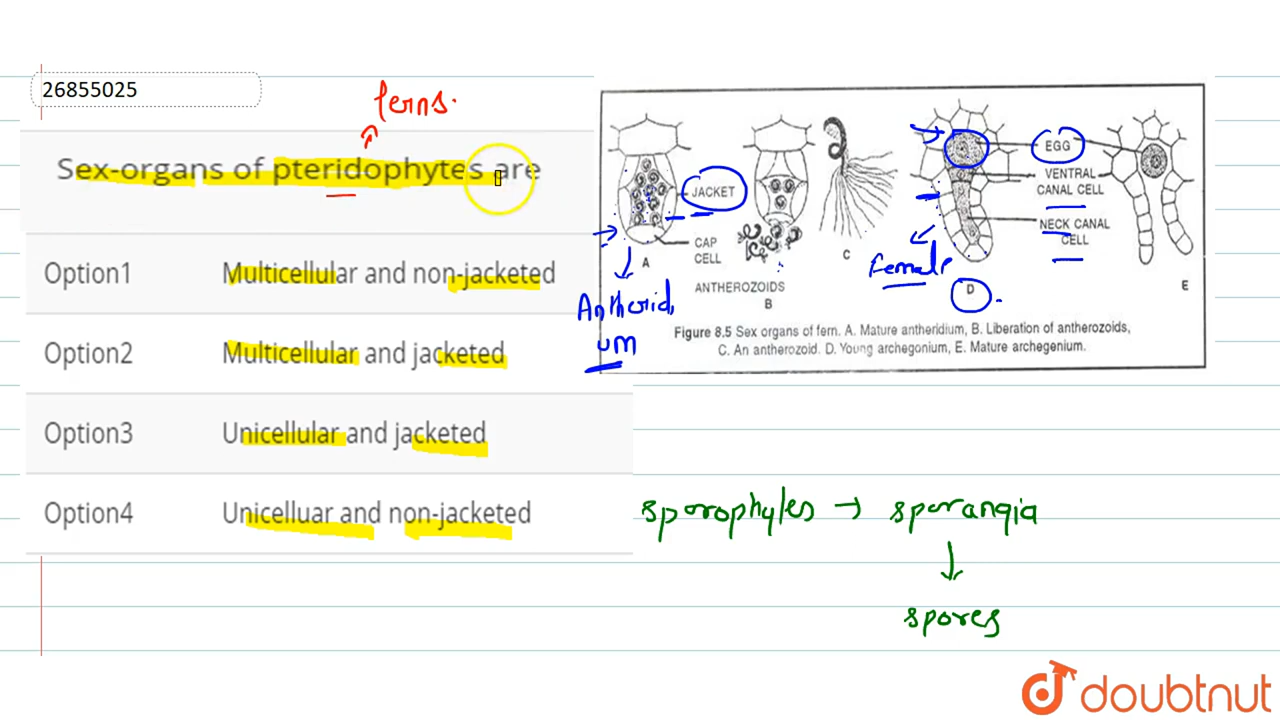 26855025
ferns.
Sex-organs of pteridophytes are
Option1 Multicellular and non-jacketed
Option2 Multicellular and jacketed
Option3 Unicellular and jacketed
Option4 Unicelluar and non-jacketed
JACKET
CAP
CELL
A
ANTHEROZOIDS
B
C
EGG
VENTRAL
CANAL CELL
NECK CANAL
CELL
D
E
Antherid,
um
Female
Figure 8.5 Sex organs of fern. A. Mature antheridium, B. Liberation of antherozoids,
C. An antherozoid. D. Young archegonium, E. Mature archegenium.
sporophyles → sporangia
↓
spores
doubtnut